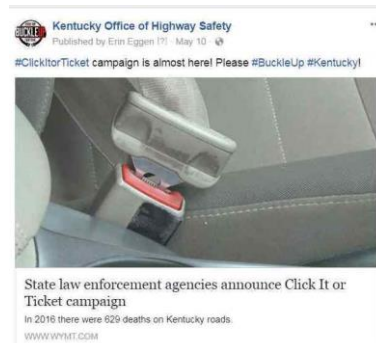 BUCKLE UP
Kentucky Office of Highway Safety
Published by Erin Eggen [?] · May 10 ·
#ClickItorTicket campaign is almost here! Please #BuckleUp #Kentucky!
State law enforcement agencies announce Click It or
Ticket campaign
In 2016 there were 629 deaths on Kentucky roads.
WWW.WYMT.COM